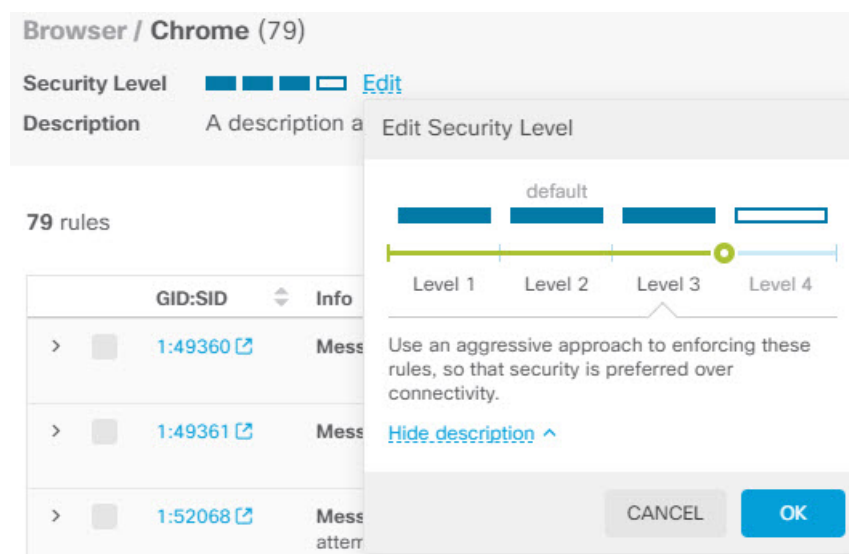 Browser / Chrome (79)
Security Level Edit
Description A description a
Edit Security Level
default
Level 1 Level 2 Level 3 Level 4
Use an aggressive approach to enforcing these
rules, so that security is preferred over
connectivity.
Hide description
CANCEL OK
79 rules
GID:SID Info
1:49360 Mess
1:49361 Mess
1:52068 Mess
attem